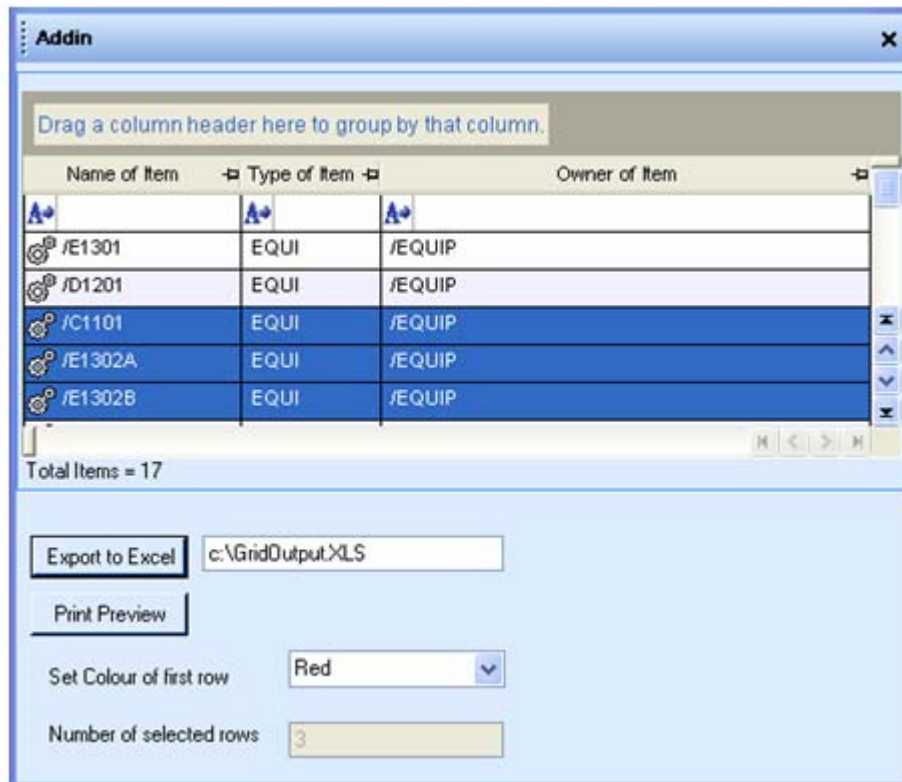 Addin
Drag a column header here to group by that column.
Name of Item Type of Item Owner of Item
/E1301 EQUI /EQUIP
/D1201 EQUI /EQUIP
/C1101 EQUI /EQUIP
/E1302A EQUI /EQUIP
/E1302B EQUI /EQUIP
Total Items = 17
Export to Excel c:\GridOutput.XLS
Print Preview
Set Colour of first row Red
Number of selected rows 3